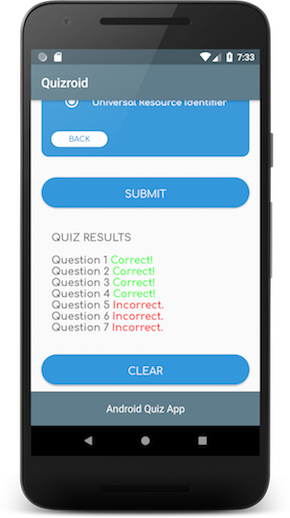 7:33
Quizroid
Universal Resource Identifier
BACK
SUBMIT
QUIZ RESULTS
Question 1 Correct!
Question 2 Correct!
Question 3 Correct!
Question 4 Correct!
Question 5 Incorrect.
Question 6 Incorrect.
Question 7 Incorrect.
CLEAR
Android Quiz App